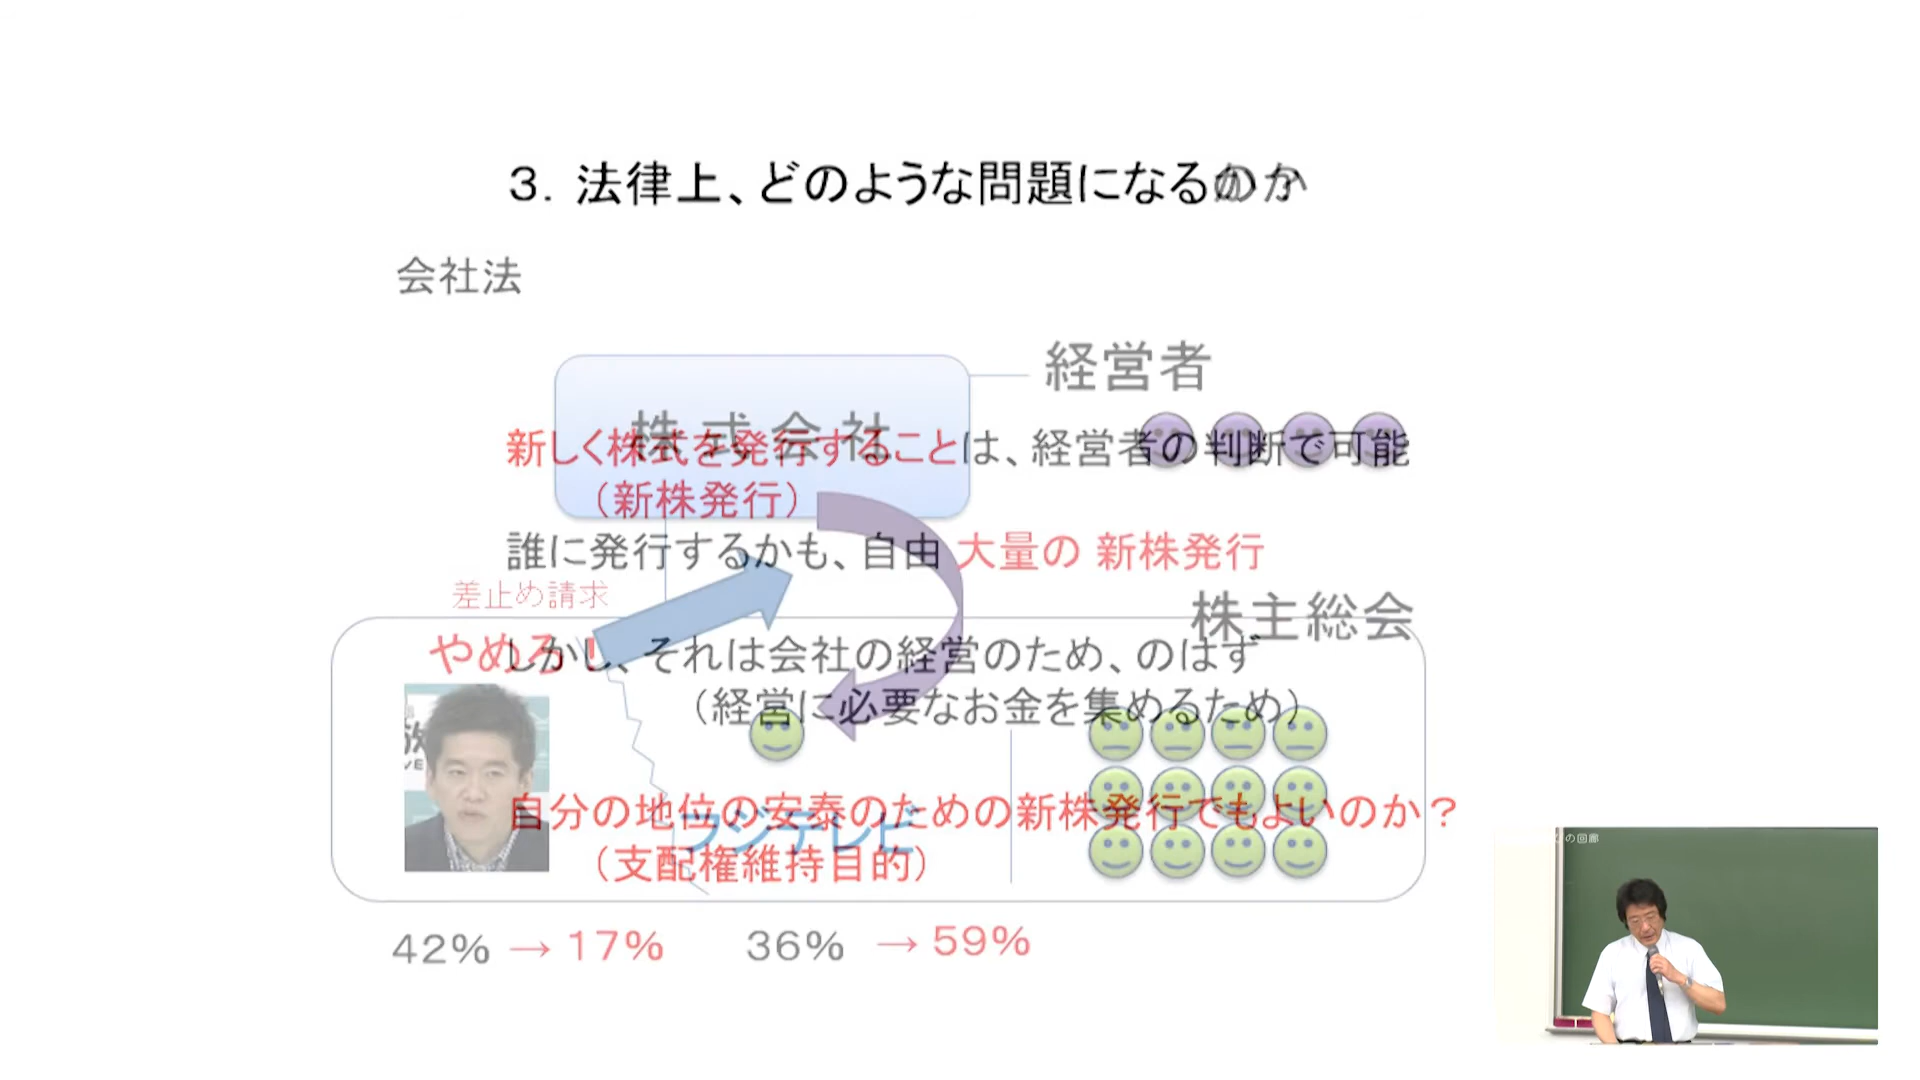 3. 法律上、どのような問題になるのか
会社法
経営者
株式会社
新しく株式を発行することは、経営者の判断で可能
（新株発行）
誰に発行するかも、自由
大量の 新株発行
差止め請求
株主総会
やめろ！
しかし、それは会社の経営のため、のはず
（経営に必要なお金を集めるため）
自分の地位の安泰のための新株発行でもよいのか？
フジテレビ
（支配権維持目的）
42% → 17%
36% → 59%
の回廊